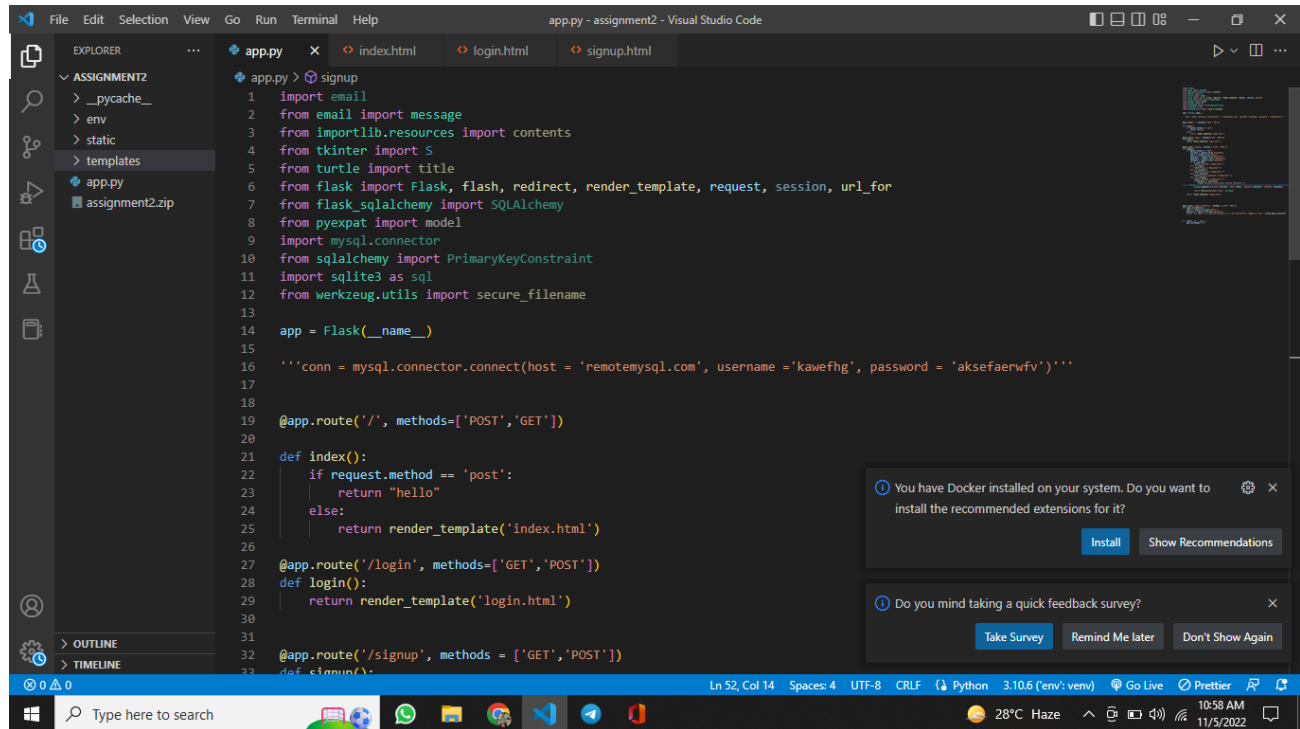 File Edit Selection View Go Run Terminal Help app.py - assignment2 - Visual Studio Code
EXPLORER
ASSIGNMENT2
__pycache__
env
static
templates
app.py
assignment2.zip
OUTLINE
TIMELINE
app.py index.html login.html signup.html
app.py > signup
1 import email
2 from email import message
3 from importlib.resources import contents
4 from tkinter import S
5 from turtle import title
6 from flask import Flask, flash, redirect, render_template, request, session, url_for
7 from flask_sqlalchemy import SQLAlchemy
8 from pyexpat import model
9 import mysql.connector
10 from sqlalchemy import PrimaryKeyConstraint
11 import sqlite3 as sql
12 from werkzeug.utils import secure_filename
13
14 app = Flask(__name__)
15
16 '''conn = mysql.connector.connect(host = 'remotemysql.com', username ='kawefhg', password = 'aksefaerwfv')'''
17
18
19 @app.route('/', methods=['POST','GET'])
20
21 def index():
22 if request.method == 'post':
23 return "hello"
24 else:
25 return render_template('index.html')
26
27 @app.route('/login', methods=['GET','POST'])
28 def login():
29 return render_template('login.html')
30
31
32 @app.route('/signup', methods = ['GET','POST'])
33 def signup():
You have Docker installed on your system. Do you want to
install the recommended extensions for it?
Install Show Recommendations
Do you mind taking a quick feedback survey?
Take Survey Remind Me later Don't Show Again
0 0 Ln 52, Col 14 Spaces: 4 UTF-8 CRLF Python 3.10.6 ('env': venv) Go Live Prettier
Type here to search 28°C Haze 10:58 AM
11/5/2022